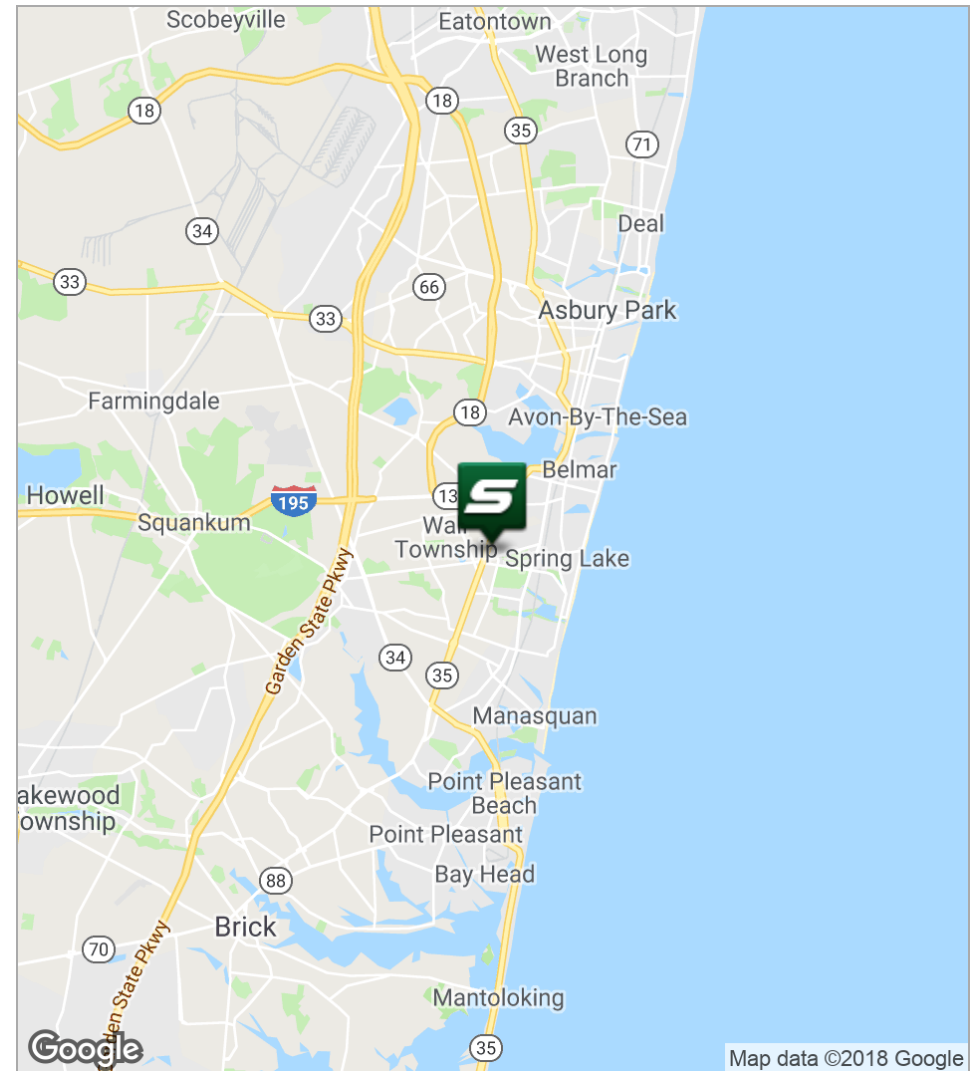 Scobeyville
Eatontown
West Long
Branch
18
18
35
71
34
Deal
33
66
33
Asbury Park
Farmingdale
18
Avon-By-The-Sea
Belmar
Howell
195
13
S
Squankum
Wall
Township
Spring Lake
Garden State Pkwy
34
35
Manasquan
akewood
ownship
Point Pleasant
Beach
Point Pleasant
88
Bay Head
Brick
70
den State Pkwy
Mantoloking
35
Google
Map data ©2018 Google